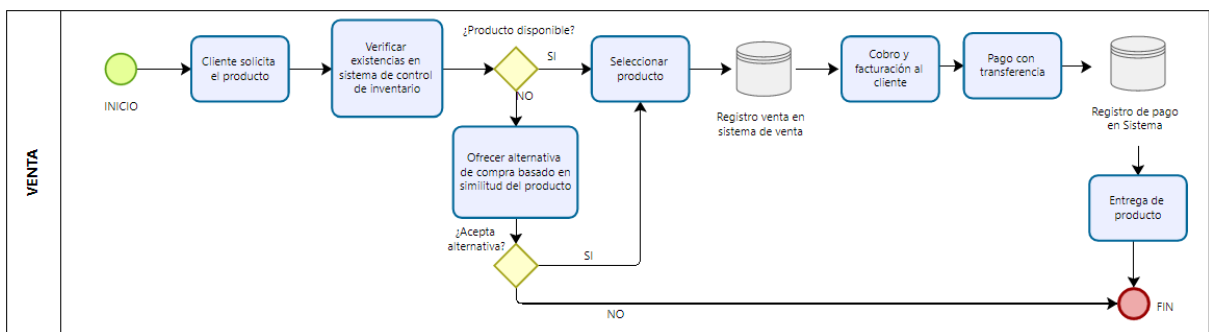 VENTA
INICIO
Cliente solicita
el producto
Verificar
existencias en
sistema de control
de inventario
¿Producto disponible?
SI
NO
Seleccionar
producto
Registro venta en
sistema de venta
Cobro y
facturación al
cliente
Pago con
transferencia
Registro de pago
en Sistema
Ofrecer alternativa
de compra basado en
similitud del producto
¿Acepta
alternativa?
SI
NO
Entrega de
producto
FIN